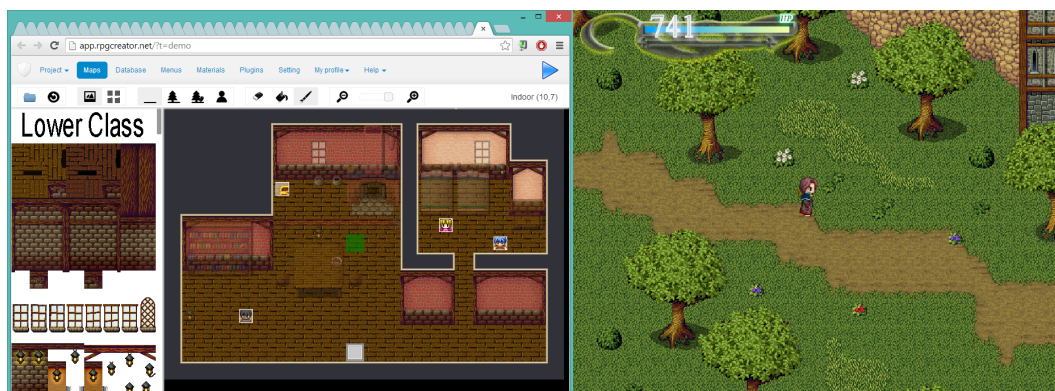 app.rpgcreator.net/?t=demo
Project Maps Database Menus Materials Plugins Setting My profile Help
Indoor (10,7)
Lower Class
741
HP